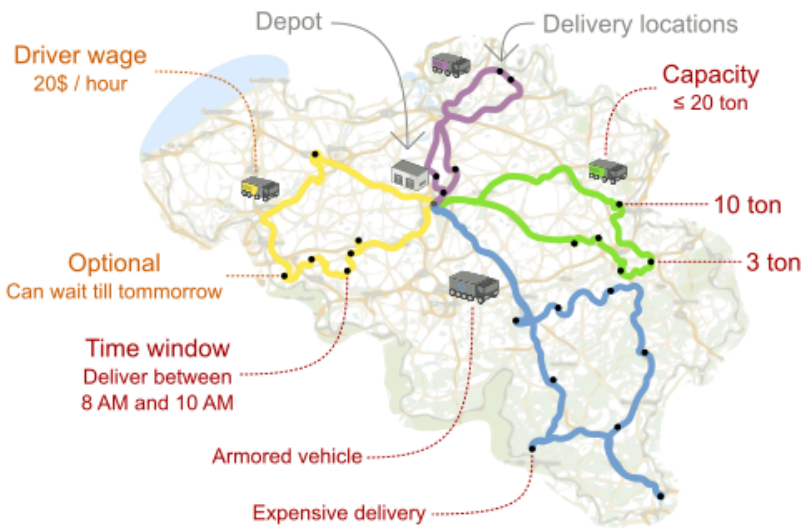 Depot
Delivery locations
Driver wage
20$ / hour
Capacity
≤ 20 ton
10 ton
3 ton
Optional
Can wait till tommorrow
Time window
Deliver between
8 AM and 10 AM
Armored vehicle
Expensive delivery